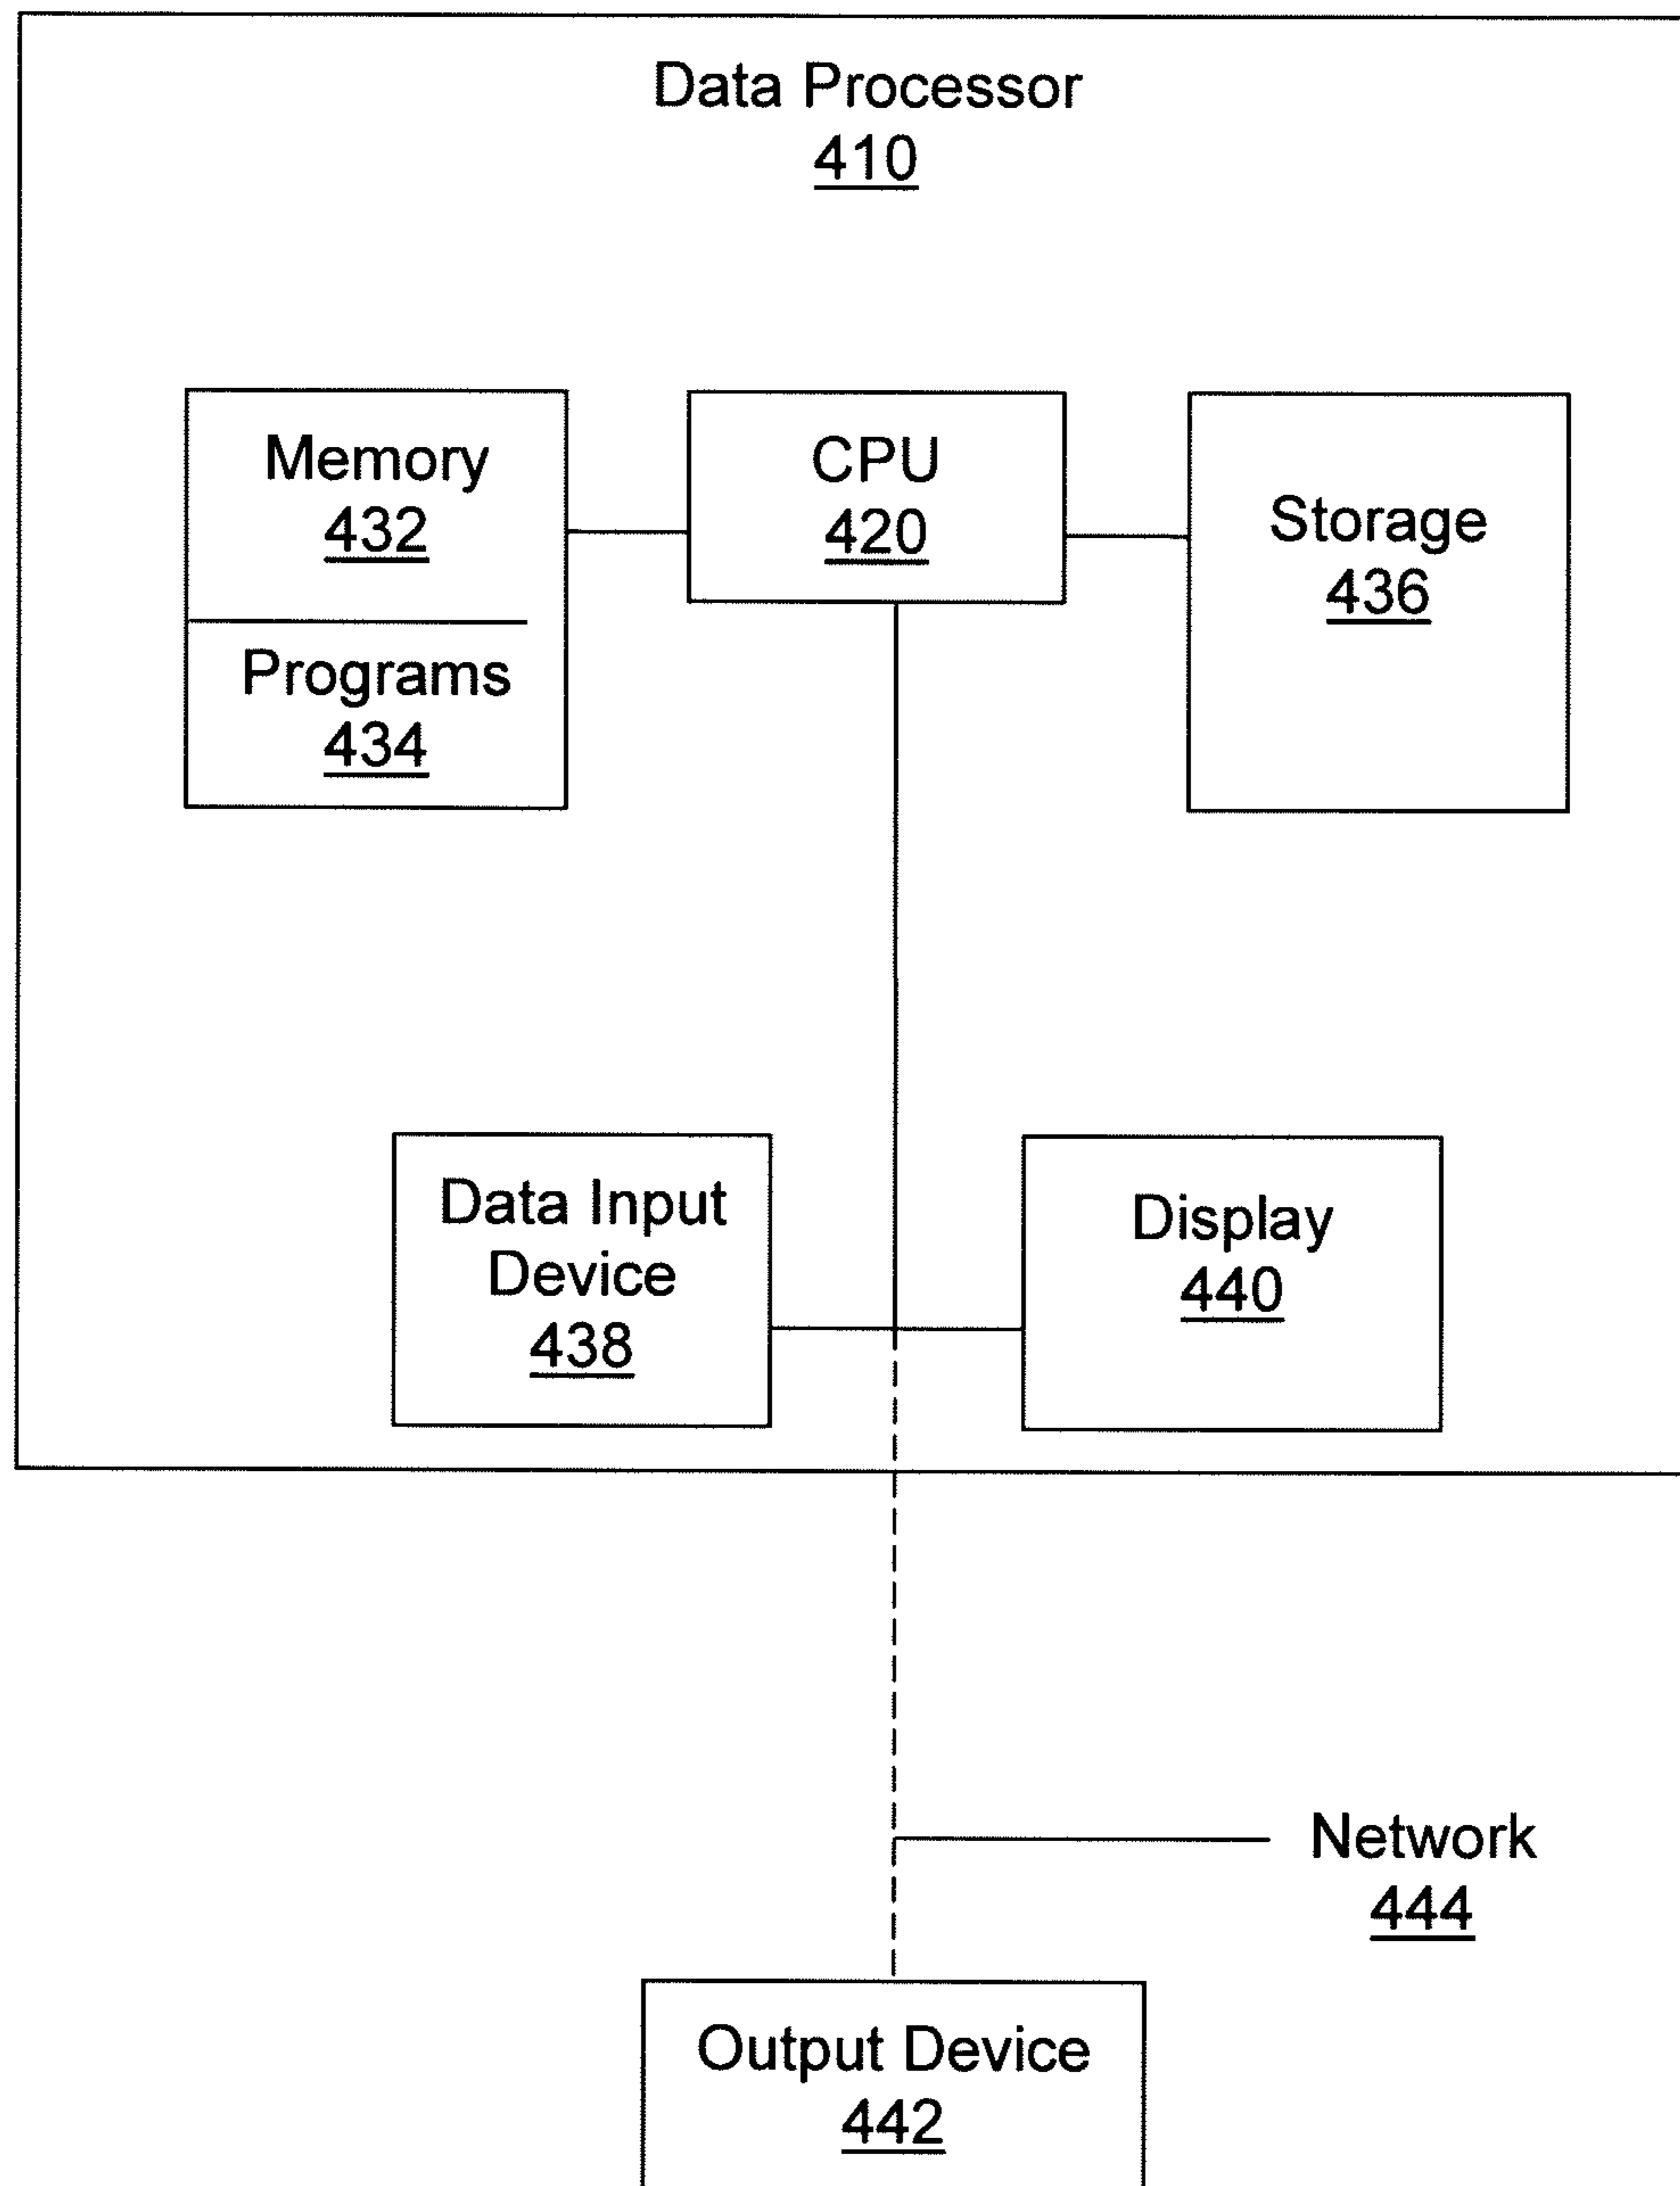 Data Processor
410
Memory
432
Programs
434
CPU
420
Storage
436
Data Input
Device
438
Display
440
Network
444
Output Device
442